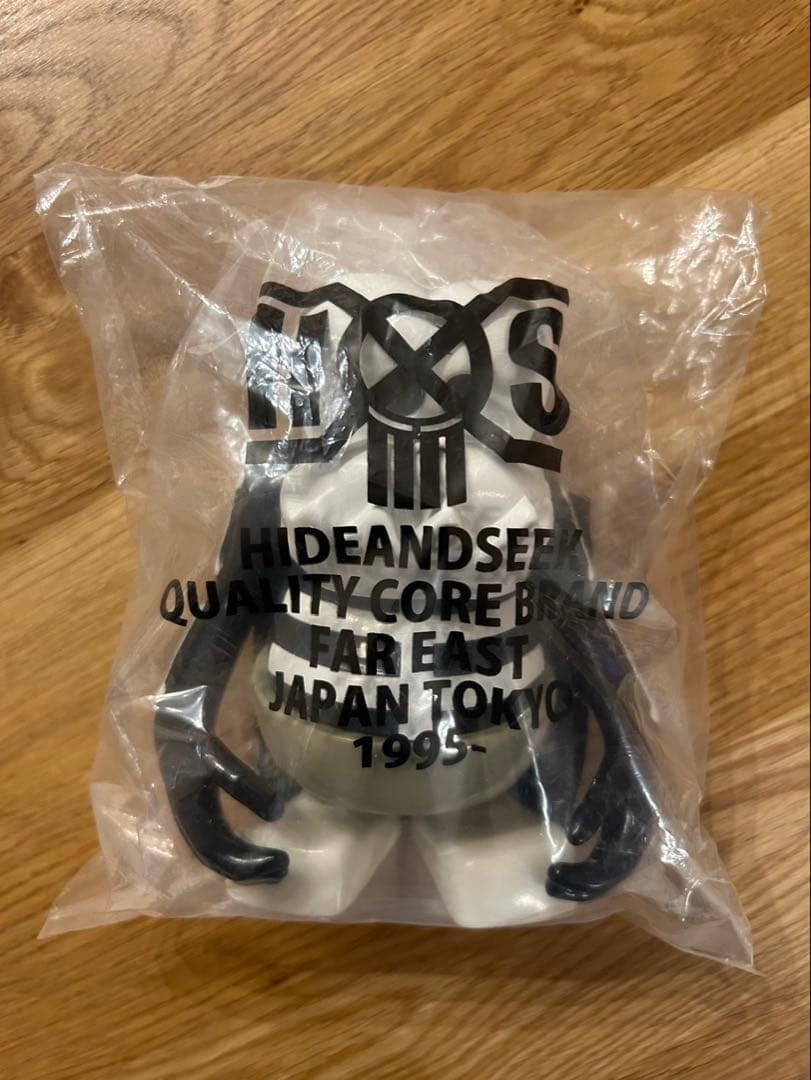 H S
HIDEANDSEEK
QUALITY CORE BRAND
FAR EAST
JAPAN TOKYO
1995-